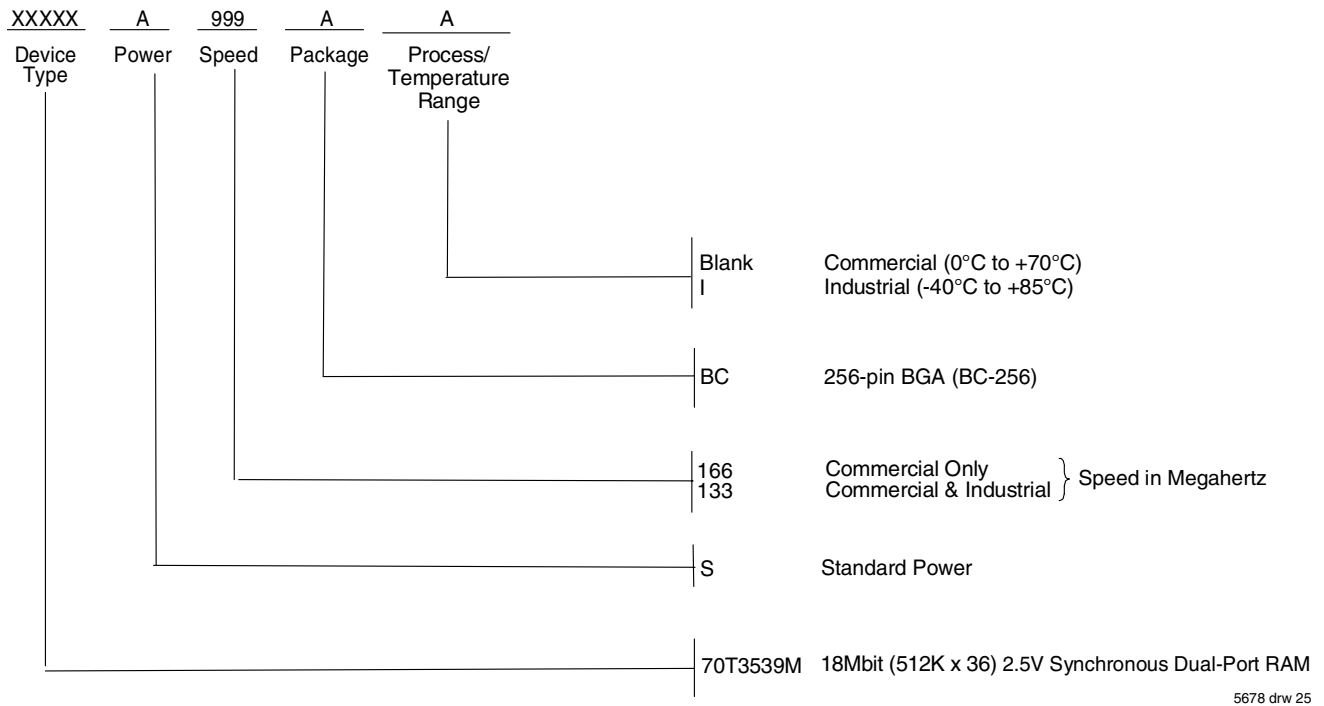 XXXXX A 999 A A
Device Type Power Speed Package Process/ Temperature Range
Blank Commercial (0°C to +70°C)
I Industrial (-40°C to +85°C)
BC 256-pin BGA (BC-256)
166 Commercial Only
133 Commercial & Industrial
Speed in Megahertz
S Standard Power
70T3539M 18Mbit (512K x 36) 2.5V Synchronous Dual-Port RAM
5678 drw 25